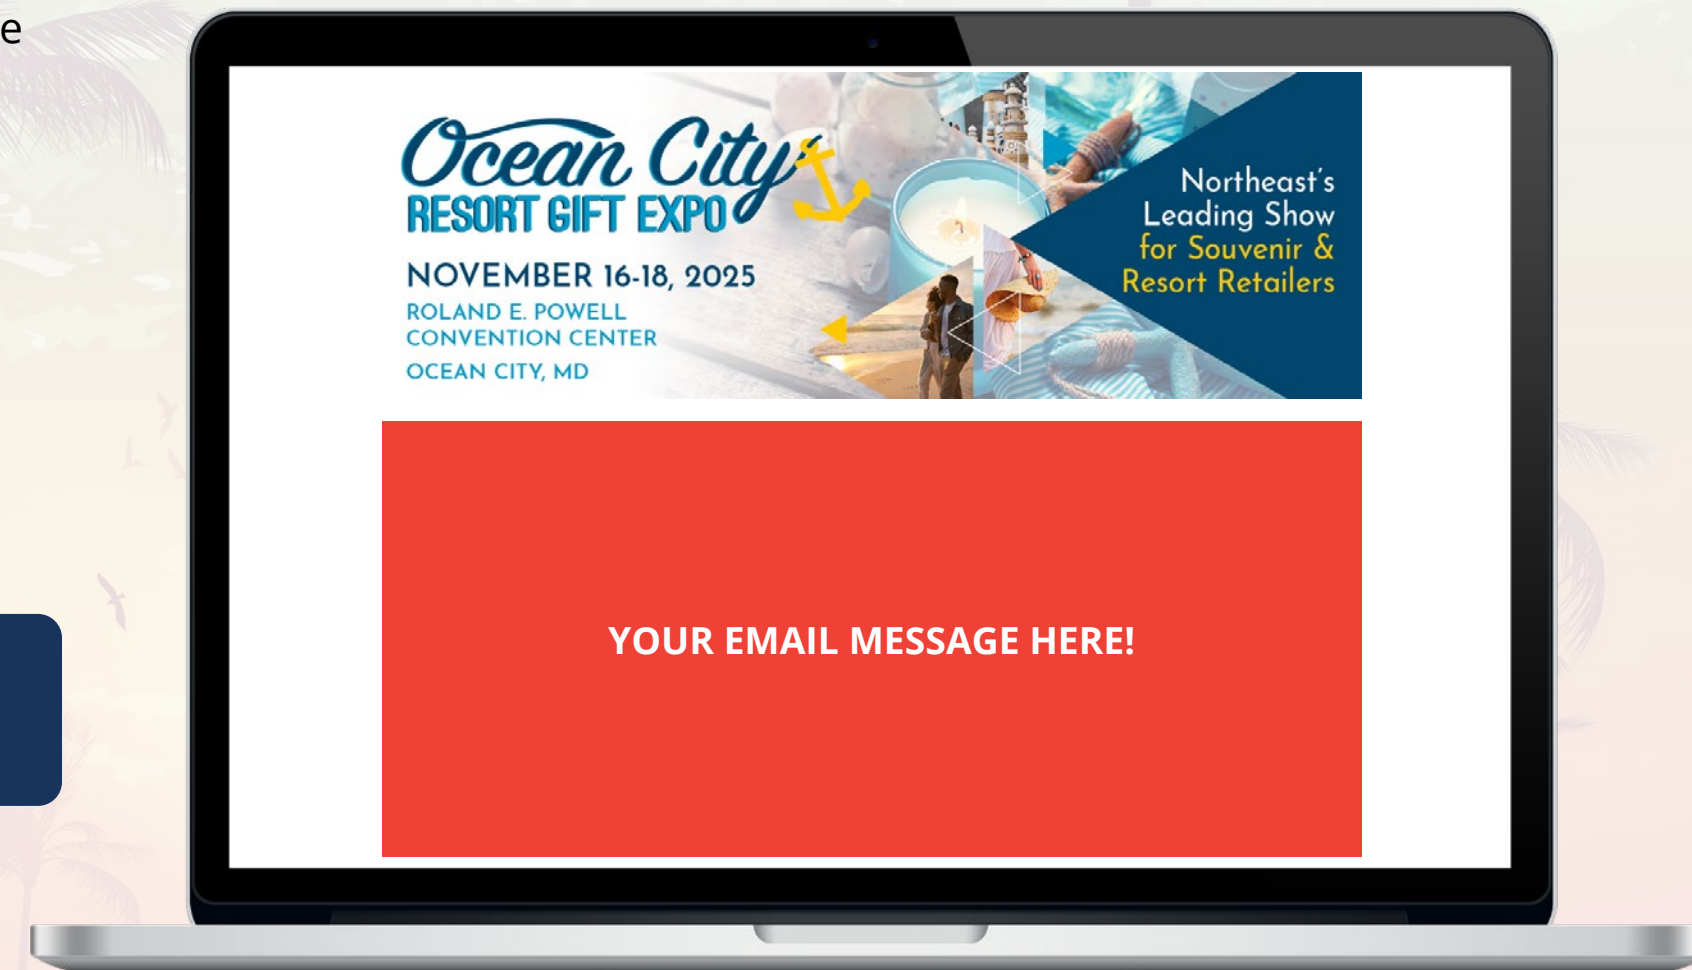 e
Ocean City
RESORT GIFT EXPO
NOVEMBER 16-18, 2025
ROLAND E. POWELL
CONVENTION CENTER
OCEAN CITY, MD
Northeast's
Leading Show
for Souvenir &
Resort Retailers
YOUR EMAIL MESSAGE HERE!